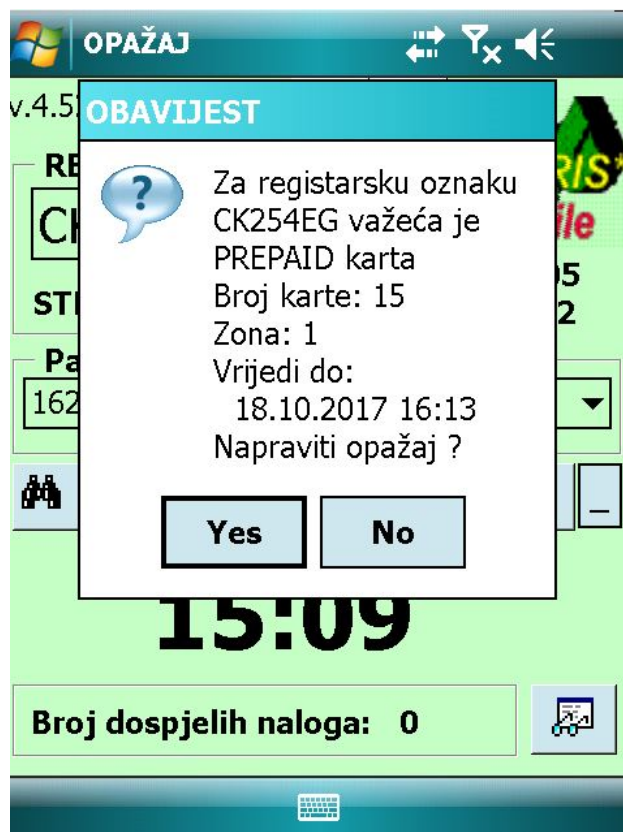 OPAŽAJ
v.4.5
OBAVIJEST
Za registarsku oznaku
CK254EG važeća je
PREPAID karta
Broj karte: 15
Zona: 1
Vrijedi do:
18.10.2017 16:13
Napraviti opažaj ?
Yes
No
162
15:09
Broj dospjelih naloga: 0